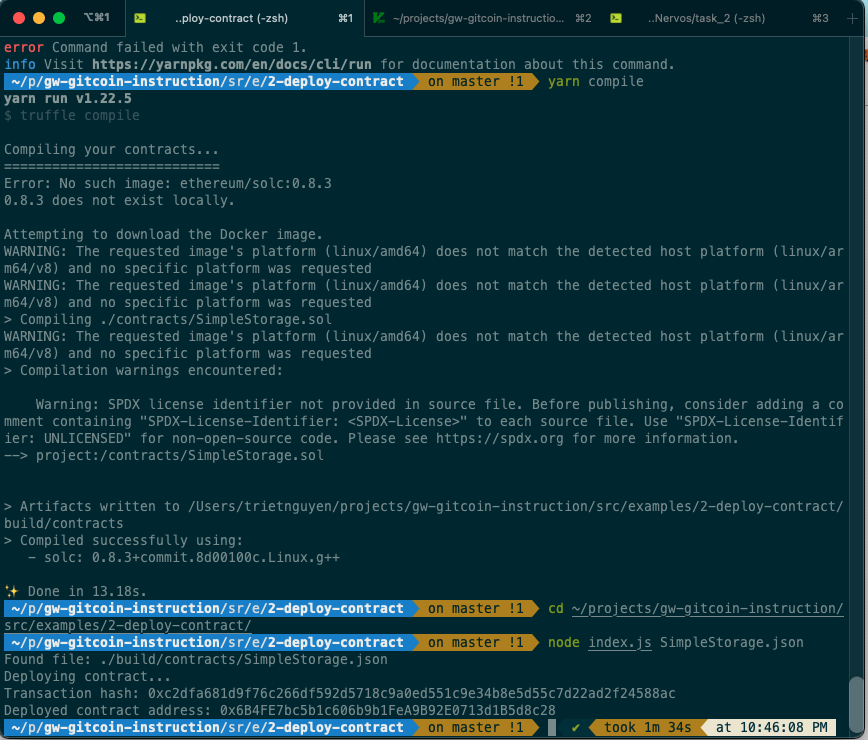 ⌥⌘1 ..ploy-contract (-zsh) ⌘1 ~/projects/gw-gitcoin-instructio... ⌘2 ..Nervos/task_2 (-zsh) ⌘3 +
error Command failed with exit code 1.
info Visit https://yarnpkg.com/en/docs/cli/run for documentation about this command.
~/p/gw-gitcoin-instruction/sr/e/2-deploy-contract on master !1 yarn compile
yarn run v1.22.5
$ truffle compile
Compiling your contracts...
===========================
Error: No such image: ethereum/solc:0.8.3
0.8.3 does not exist locally.
Attempting to download the Docker image.
WARNING: The requested image's platform (linux/amd64) does not match the detected host platform (linux/ar
m64/v8) and no specific platform was requested
WARNING: The requested image's platform (linux/amd64) does not match the detected host platform (linux/ar
m64/v8) and no specific platform was requested
> Compiling ./contracts/SimpleStorage.sol
WARNING: The requested image's platform (linux/amd64) does not match the detected host platform (linux/ar
m64/v8) and no specific platform was requested
> Compilation warnings encountered:
Warning: SPDX license identifier not provided in source file. Before publishing, consider adding a co
mment containing "SPDX-License-Identifier: <SPDX-License>" to each source file. Use "SPDX-License-Identif
ier: UNLICENSED" for non-open-source code. Please see https://spdx.org for more information.
--> project:/contracts/SimpleStorage.sol
> Artifacts written to /Users/trietnguyen/projects/gw-gitcoin-instruction/src/examples/2-deploy-contract/
build/contracts
> Compiled successfully using:
- solc: 0.8.3+commit.8d00100c.Linux.g++
✨ Done in 13.18s.
~/p/gw-gitcoin-instruction/sr/e/2-deploy-contract on master !1 cd ~/projects/gw-gitcoin-instruction/
src/examples/2-deploy-contract/
~/p/gw-gitcoin-instruction/sr/e/2-deploy-contract on master !1 node index.js SimpleStorage.json
Found file: ./build/contracts/SimpleStorage.json
Deploying contract...
Transaction hash: 0xc2dfa681d9f76c266df592d5718c9a0ed551c9e34b8e5d55c7d22ad2f24588ac
Deployed contract address: 0x6B4FE7bc5b1c606b9b1FeA9B92E0713d1B5d8c28
~/p/gw-gitcoin-instruction/sr/e/2-deploy-contract on master !1 ✔ took 1m 34s at 10:46:08 PM